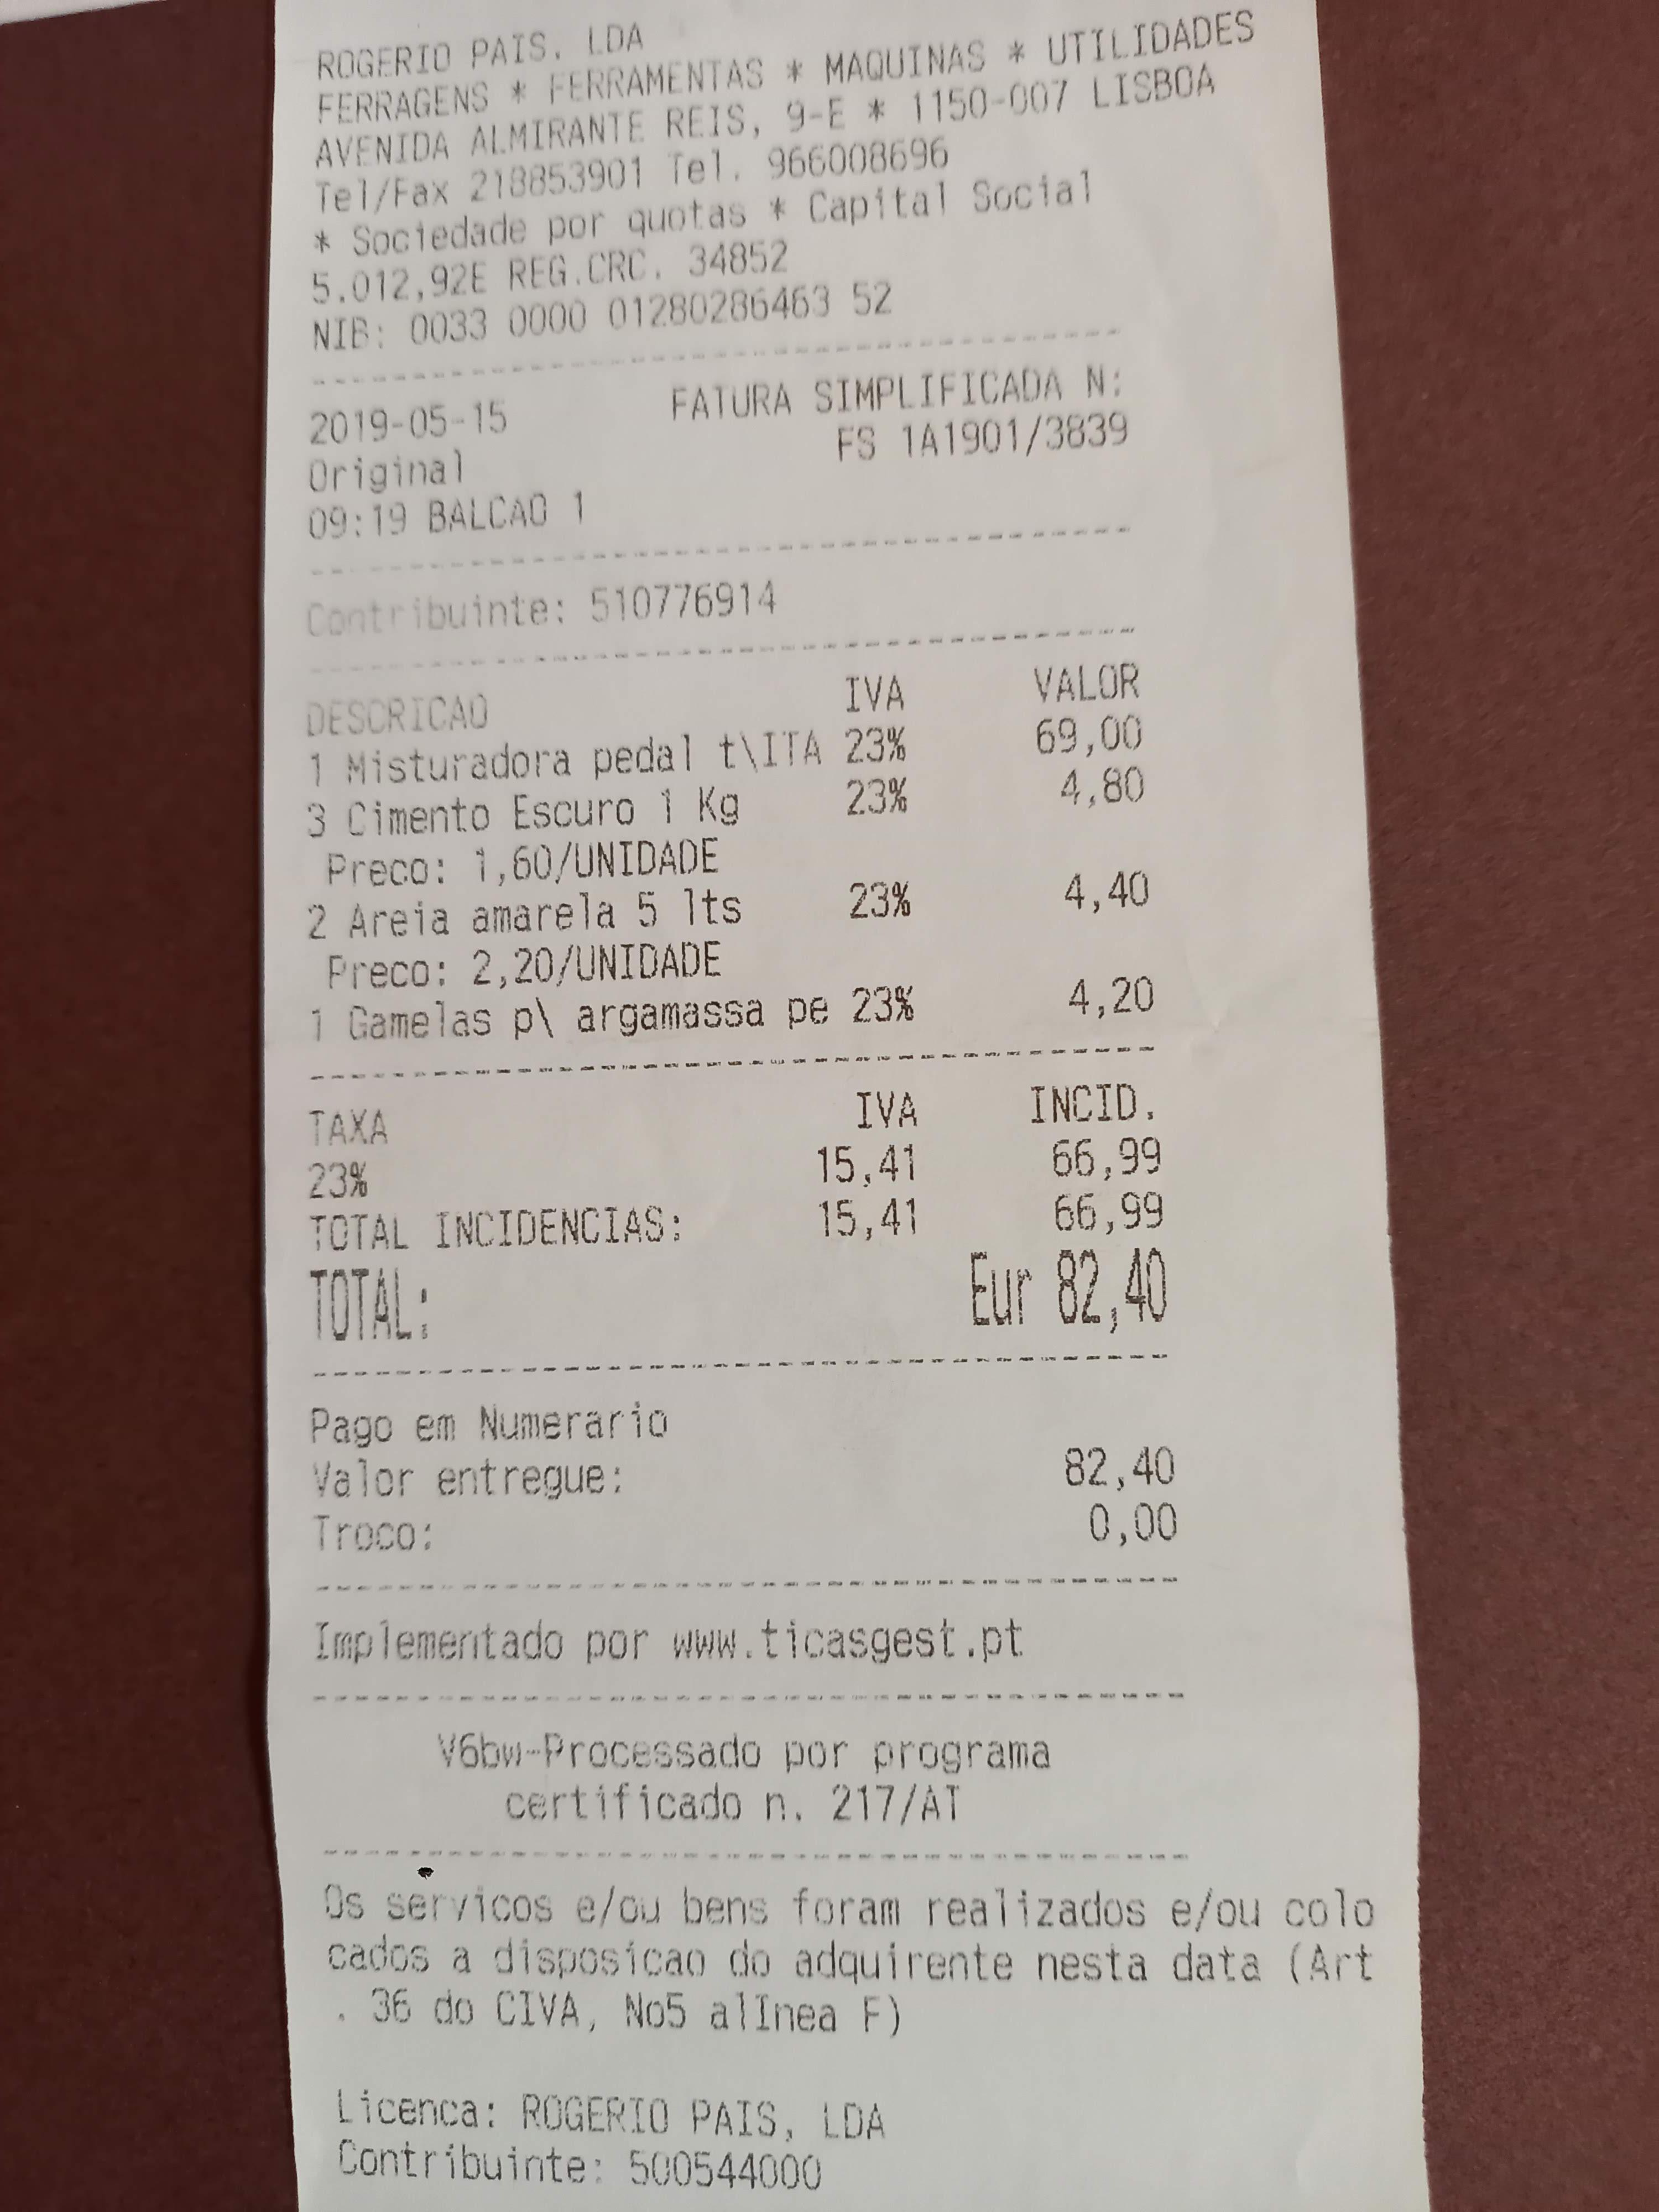 ROGERIO PAIS, LDA
FERRAGENS * FERRAMENTAS * MAQUINAS * UTILIDADES
AVENIDA ALMIRANTE REIS, 9-E * 1150-007 LISBOA
Tel/Fax 218853901 Tel. 966008696
* Sociedade por quotas * Capital Social
5.012,92E REG.CRC. 34852
NIB: 0033 0000 01280286463 52
2019-05-15 FATURA SIMPLIFICADA N:
Original FS 1A1901/3839
09:19 BALCAO 1
Contribuinte: 510776914
DESCRICAO IVA VALOR
1 Misturadora pedal t\ITA 23% 69,00
3 Cimento Escuro 1 Kg 23% 4,80
Preco: 1,60/UNIDADE
2 Areia amarela 5 lts 23% 4,40
Preco: 2,20/UNIDADE
1 Gamelas p\ argamassa pe 23% 4,20
TAXA IVA INCID.
23% 15,41 66,99
TOTAL INCIDENCIAS: 15,41 66,99
TOTAL: Eur 82,40
Pago em Numerario
Valor entregue: 82,40
Troco: 0,00
Implementado por www.ticasgest.pt
V6bw-Processado por programa
certificado n. 217/AT
Os servicos e/ou bens foram realizados e/ou colo
cados a disposicao do adquirente nesta data (Art
. 36 do CIVA, No5 alInea F)
Licenca: ROGERIO PAIS, LDA
Contribuinte: 500544000